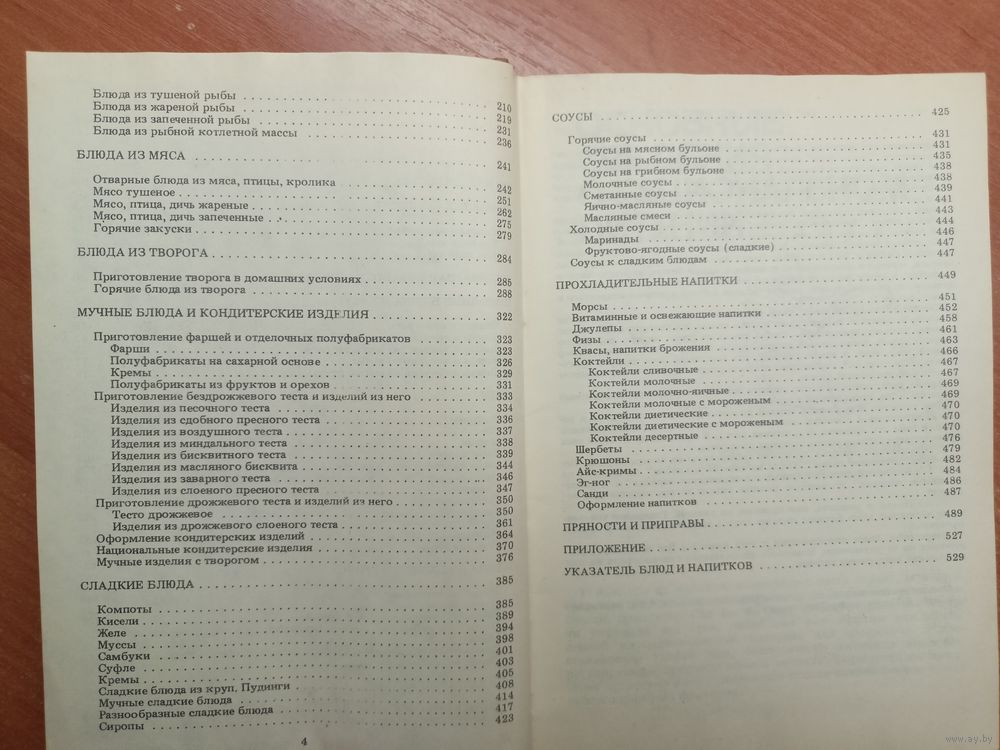 Блюда из тушеной рыбы . . . 210
Блюда из жареной рыбы . . . 219
Блюда из запеченной рыбы . . . 231
Блюда из рыбной котлетной массы . . . 236
БЛЮДА ИЗ МЯСА . . . 241
Отварные блюда из мяса, птицы, кролика . . . 242
Мясо тушеное . . . 251
Мясо, птица, дичь жареные . . . 262
Мясо, птица, дичь запеченные . . . 275
Горячие закуски . . . 279
БЛЮДА ИЗ ТВОРОГА . . . 284
Приготовление творога в домашних условиях . . . 285
Горячие блюда из творога . . . 288
МУЧНЫЕ БЛЮДА И КОНДИТЕРСКИЕ ИЗДЕЛИЯ . . . 322
Приготовление фаршей и отделочных полуфабрикатов . . . 323
Фарши . . . 323
Полуфабрикаты на сахарной основе . . . 326
Кремы . . . 329
Полуфабрикаты из фруктов и орехов . . . 331
Приготовление бездрожжевого теста и изделий из него . . . 333
Изделия из песочного теста . . . 334
Изделия из сдобного пресного теста . . . 336
Изделия из воздушного теста . . . 337
Изделия из миндального теста . . . 338
Изделия из бисквитного теста . . . 339
Изделия из масляного бисквита . . . 344
Изделия из заварного теста . . . 346
Изделия из слоеного пресного теста . . . 347
Приготовление дрожжевого теста и изделий из него . . . 350
Тесто дрожжевое . . . 350
Изделия из дрожжевого слоеного теста . . . 361
Оформление кондитерских изделий . . . 364
Национальные кондитерские изделия . . . 370
Мучные изделия с творогом . . . 376
СЛАДКИЕ БЛЮДА . . . 385
Компоты . . . 385
Кисели . . . 389
Желе . . . 394
Муссы . . . 398
Самбуки . . . 401
Суфле . . . 403
Кремы . . . 405
Сладкие блюда из круп. Пудинги . . . 408
Мучные сладкие блюда . . . 414
Разнообразные сладкие блюда . . . 417
Сиропы . . . 423
4
СОУСЫ . . . 425
Горячие соусы . . . 431
Соусы на мясном бульоне . . . 431
Соусы на рыбном бульоне . . . 435
Соусы на грибном бульоне . . . 438
Молочные соусы . . . 438
Сметанные соусы . . . 439
Яично-масляные соусы . . . 441
Масляные смеси . . . 443
Холодные соусы . . . 444
Маринады . . . 446
Фруктово-ягодные соусы (сладкие) . . . 447
Соусы к сладким блюдам . . . 447
ПРОХЛАДИТЕЛЬНЫЕ НАПИТКИ . . . 449
Морсы . . . 451
Витаминные и освежающие напитки . . . 452
Джулепы . . . 458
Физы . . . 461
Квасы, напитки брожения . . . 463
Коктейли . . . 466
Коктейли сливочные . . . 467
Коктейли молочные . . . 467
Коктейли молочно-яичные . . . 469
Коктейли молочные с мороженым . . . 469
Коктейли диетические . . . 470
Коктейли диетические с мороженым . . . 470
Коктейли десертные . . . 470
Шербеты . . . 476
Крюшоны . . . 479
Айс-кримы . . . 482
Эг-ног . . . 484
Санди . . . 486
Оформление напитков . . . 487
ПРЯНОСТИ И ПРИПРАВЫ . . . 489
ПРИЛОЖЕНИЕ . . . 527
УКАЗАТЕЛЬ БЛЮД И НАПИТКОВ . . . 529
www.ay.by